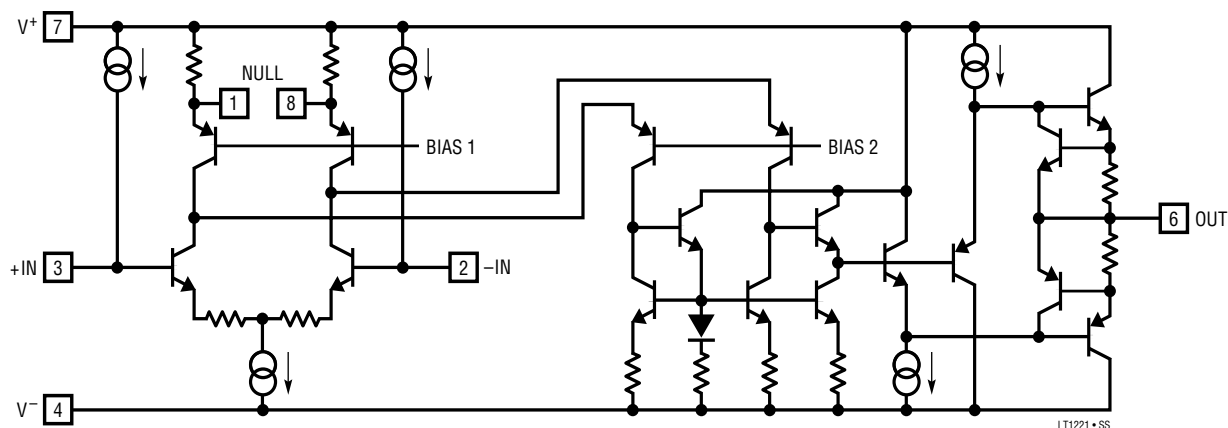 V+ 7
NULL
1 8
BIAS 1
BIAS 2
+IN 3
2 –IN
6 OUT
V– 4
LT1221 • SS